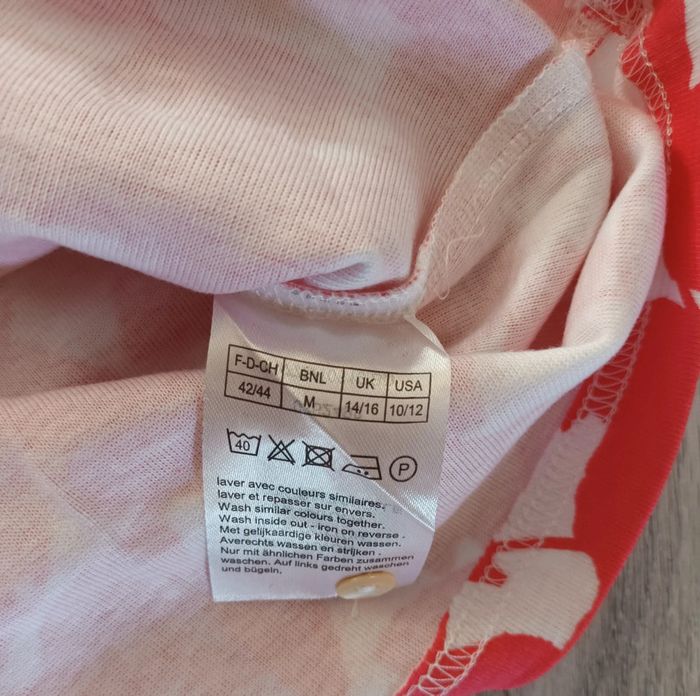 F-D-CH BNL UK USA
42/44 M 14/16 10/12
40 P
laver avec couleurs similaires.
laver et repasser sur envers.
Wash similar colours together.
Wash inside out - iron on reverse.
Met gelijkaardige kleuren wassen.
Averechts wassen en strijken.
Nur mit ähnlichen Farben zusammen
waschen. Auf links gedreht waschen
und bügeln.